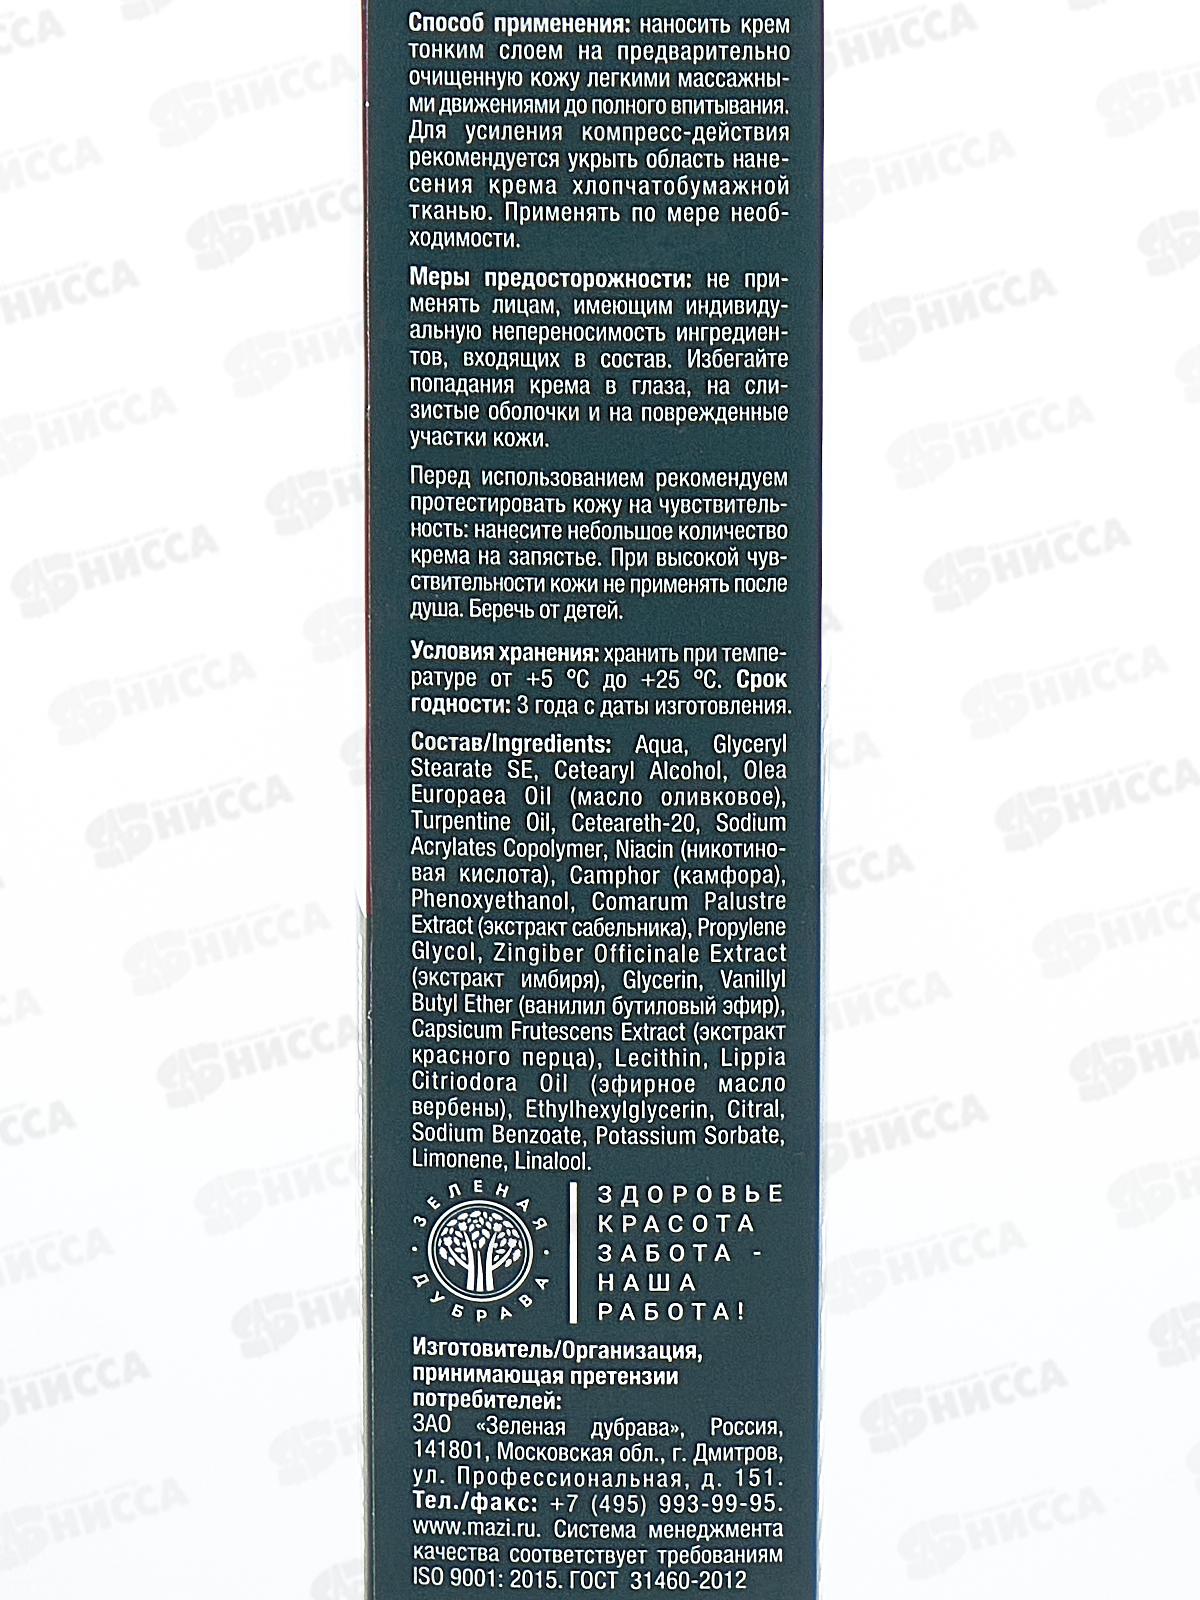 Способ применения: наносить крем
тонким слоем на предварительно
очищенную кожу легкими массажны-
ми движениями до полного впитывания.
Для усиления компресс-действия
рекомендуется укрыть область нане-
сения крема хлопчатобумажной
тканью. Применять по мере необ-
ходимости.
Меры предосторожности: не при-
менять лицам, имеющим индивиду-
альную непереносимость ингредиен-
тов, входящих в состав. Избегайте
попадания крема в глаза, на сли-
зистые оболочки и на поврежденные
участки кожи.
Перед использованием рекомендуем
протестировать кожу на чувствитель-
ность: нанесите небольшое количество
крема на запястье. При высокой чув-
ствительности кожи не применять после
душа. Беречь от детей.
Условия хранения: хранить при темпе-
ратуре от +5 °С до +25 °С. Срок
годности: 3 года с даты изготовления.
Состав/Ingredients: Aqua, Glyceryl
Stearate SE, Cetearyl Alcohol, Olea
Europaea Oil (масло оливковое),
Turpentine Oil, Ceteareth-20, Sodium
Acrylates Copolymer, Niacin (никотино-
вая кислота), Camphor (камфора),
Phenoxyethanol, Comarum Palustre
Extract (экстракт сабельника), Propylene
Glycol, Zingiber Officinale Extract
(экстракт имбиря), Glycerin, Vanillyl
Butyl Ether (ванилил бутиловый эфир),
Capsicum Frutescens Extract (экстракт
красного перца), Lecithin, Lippia
Citriodora Oil (эфирное масло
вербены), Ethylhexylglycerin, Citral,
Sodium Benzoate, Potassium Sorbate,
Limonene, Linalool.
ЗЕЛЕНАЯ
ДУБРАВА
ЗДОРОВЬЕ
КРАСОТА
ЗАБОТА -
НАША
РАБОТА!
Изготовитель/Организация,
принимающая претензии
потребителей:
ЗАО «Зеленая дубрава», Россия,
141801, Московская обл., г. Дмитров,
ул. Профессиональная, д. 151.
Тел./факс: +7 (495) 993-99-95.
www.mazi.ru. Система менеджмента
качества соответствует требованиям
ISO 9001: 2015. ГОСТ 31460-2012